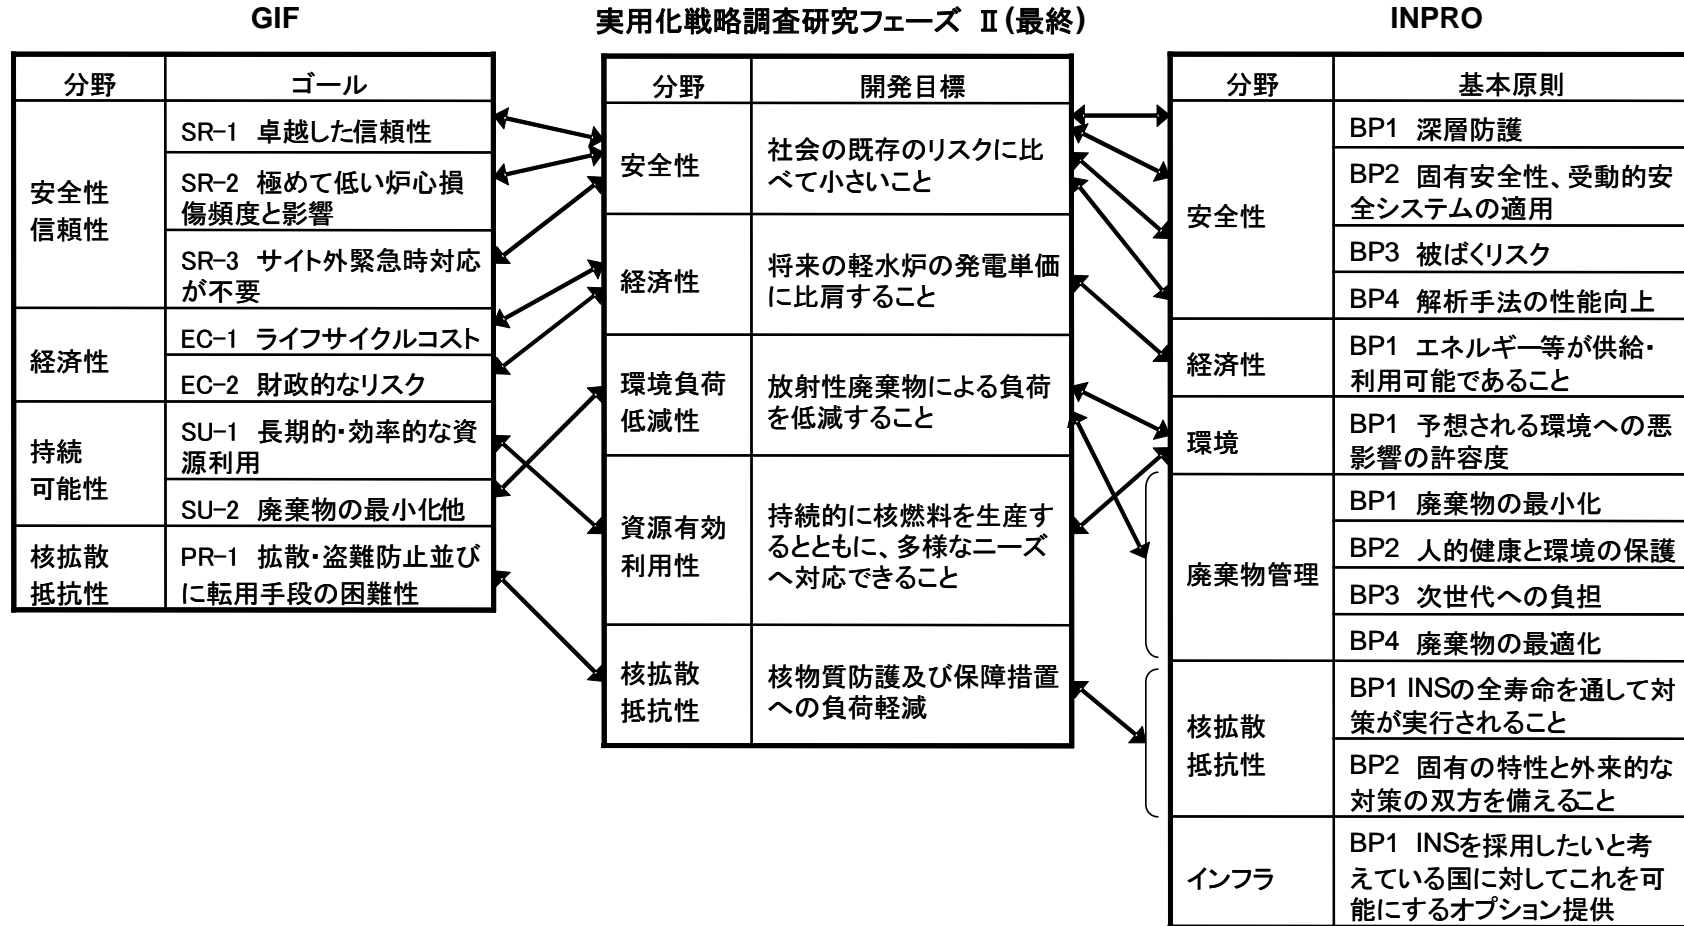 GIF
分野 ゴール
安全性
信頼性
SR-1 卓越した信頼性
SR-2 極めて低い炉心損
傷頻度と影響
SR-3 サイト外緊急時対応
が不要
経済性
EC-1 ライフサイクルコスト
EC-2 財政的なリスク
持続
可能性
SU-1 長期的・効率的な資
源利用
SU-2 廃棄物の最小化他
核拡散
抵抗性
PR-1 拡散・盗難防止並び
に転用手段の困難性
実用化戦略調査研究フェーズ Ⅱ(最終)
分野 開発目標
安全性
社会の既存のリスクに比
べて小さいこと
経済性
将来の軽水炉の発電単価
に比肩すること
環境負荷
低減性
放射性廃棄物による負荷
を低減すること
資源有効
利用性
持続的に核燃料を生産す
るとともに、多様なニーズ
へ対応できること
核拡散
抵抗性
核物質防護及び保障措置
への負荷軽減
INPRO
分野 基本原則
安全性
BP1 深層防護
BP2 固有安全性、受動的安
全システムの適用
BP3 被ばくリスク
BP4 解析手法の性能向上
経済性
BP1 エネルギー等が供給・
利用可能であること
環境
BP1 予想される環境への悪
影響の許容度
廃棄物管理
BP1 廃棄物の最小化
BP2 人的健康と環境の保護
BP3 次世代への負担
BP4 廃棄物の最適化
核拡散
抵抗性
BP1 INSの全寿命を通して対
策が実行されること
BP2 固有の特性と外来的な
対策の双方を備えること
インフラ
BP1 INSを採用したいと考
えている国に対してこれを可
能にするオプション提供